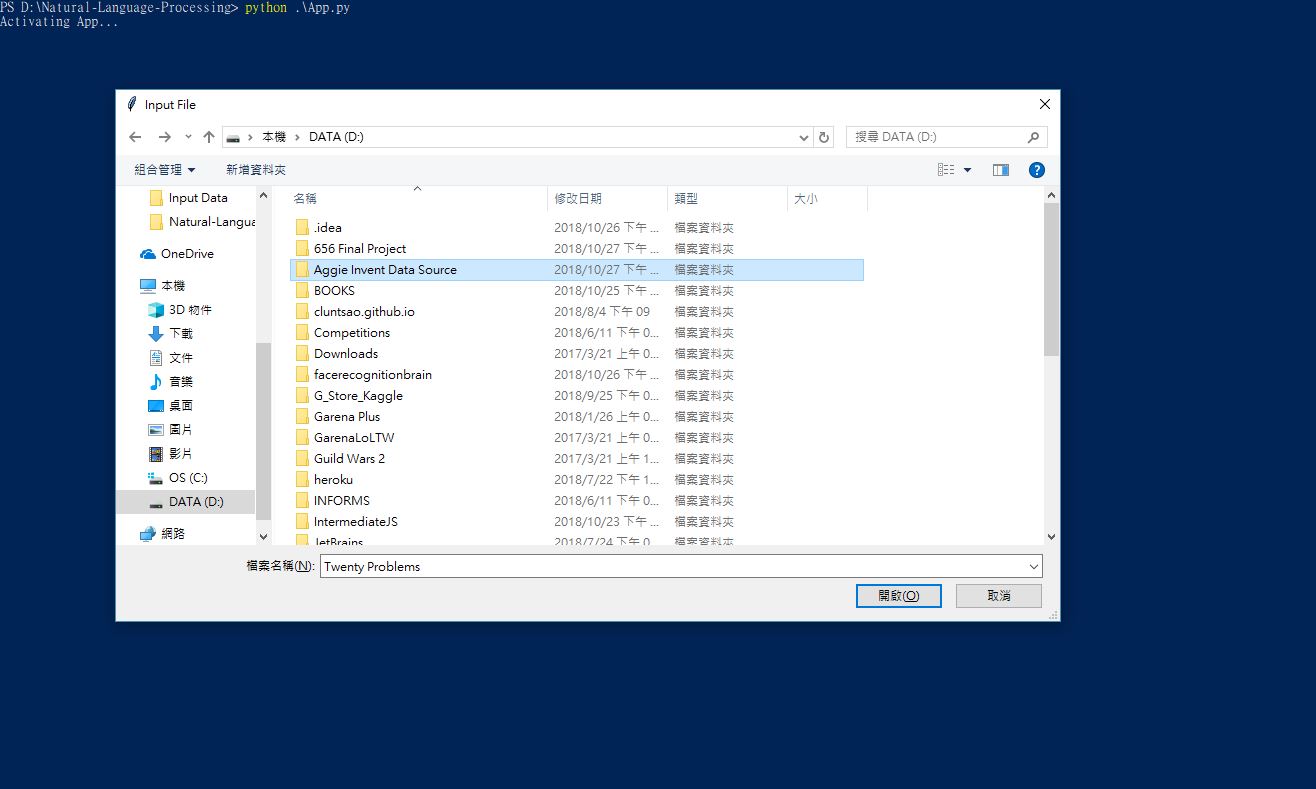 PS D:\Natural-Language-Processing> python .\App.py
Activating App...
Input File
本機 DATA (D:)
搜尋 DATA (D:)
組合管理 新增資料夾
Input Data
Natural-Langua
OneDrive
本機
3D 物件
下載
文件
音樂
桌面
圖片
影片
OS (C:)
DATA (D:)
網路
名稱 修改日期 類型 大小
.idea 2018/10/26 下午 ... 檔案資料夾
656 Final Project 2018/10/27 下午 ... 檔案資料夾
Aggie Invent Data Source 2018/10/27 下午 ... 檔案資料夾
BOOKS 2018/10/25 下午 ... 檔案資料夾
cluntsao.github.io 2018/8/4 下午 09 檔案資料夾
Competitions 2018/6/11 下午 0... 檔案資料夾
Downloads 2017/3/21 上午 0... 檔案資料夾
facerecognitionbrain 2018/10/26 下午 ... 檔案資料夾
G_Store_Kaggle 2018/9/25 下午 0... 檔案資料夾
Garena Plus 2018/1/26 上午 0... 檔案資料夾
GarenaLoLTW 2017/3/21 上午 0... 檔案資料夾
Guild Wars 2 2017/3/21 上午 1... 檔案資料夾
heroku 2018/7/22 下午 1... 檔案資料夾
INFORMS 2018/6/11 下午 0... 檔案資料夾
IntermediateJS 2018/10/23 下午 ... 檔案資料夾
JetBrains 2018/7/24 下午 0... 檔案資料夾
檔案名稱(N): Twenty Problems
開啟(O) 取消